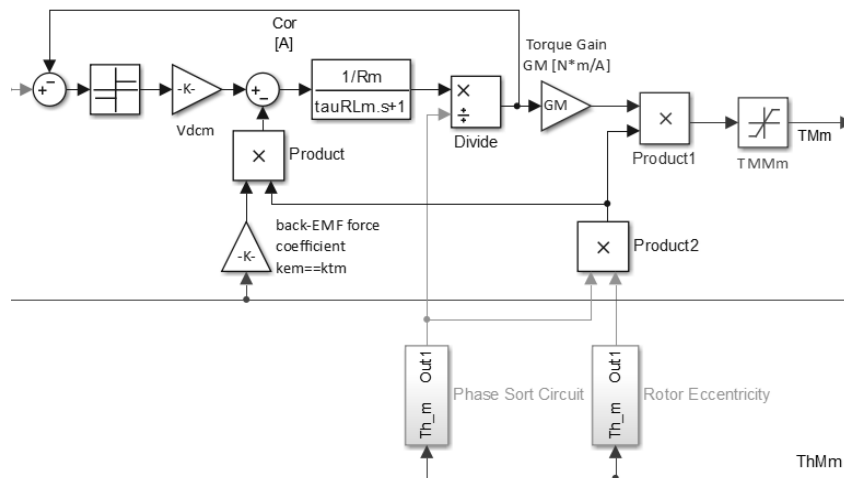 Cor
[A]
Torque Gain
GM [N*m/A]
-K-
Vdcm
1/Rm
tauRLm.s+1
Divide
GM
Product
Product1
TMMm
TMm
back-EMF force
coefficient
kem==ktm
-K-
Product2
Out1
Th_m
Phase Sort Circuit
Out1
Th_m
Rotor Eccentricity
ThMm